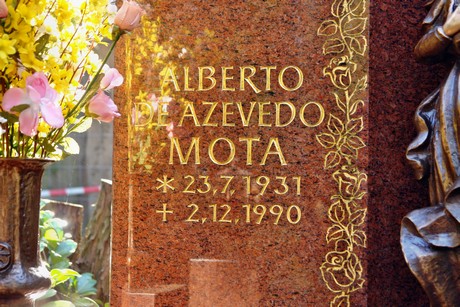 ALBERTO
DE AZEVEDO
MOTA
* 23.7.1931
+ 2.12.1990